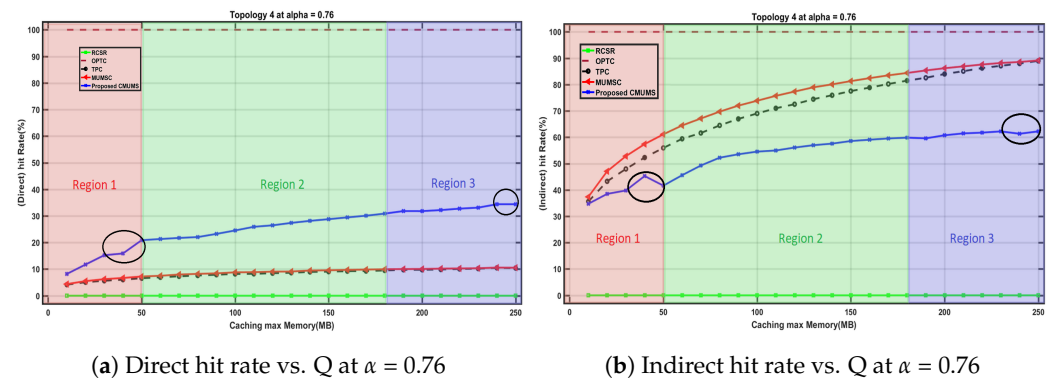 Topology 4 at alpha = 0.76
(Direct) hit Rate(%)
100
90
80
70
60
50
40
30
20
10
0
RCSR
OPTC
TPC
MUMSC
Proposed CMUMS
Region 1
Region 2
Region 3
0
50
100
150
200
250
Caching max Memory(MB)
(a) Direct hit rate vs. Q at α = 0.76
Topology 4 at alpha = 0.76
(Indirect) hit Rate(%)
100
90
80
70
60
50
40
30
20
10
0
RCSR
OPTC
TPC
MUMSC
Proposed CMUMS
Region 1
Region 2
Region 3
0
50
100
150
200
250
Caching max Memory(MB)
(b) Indirect hit rate vs. Q at α = 0.76